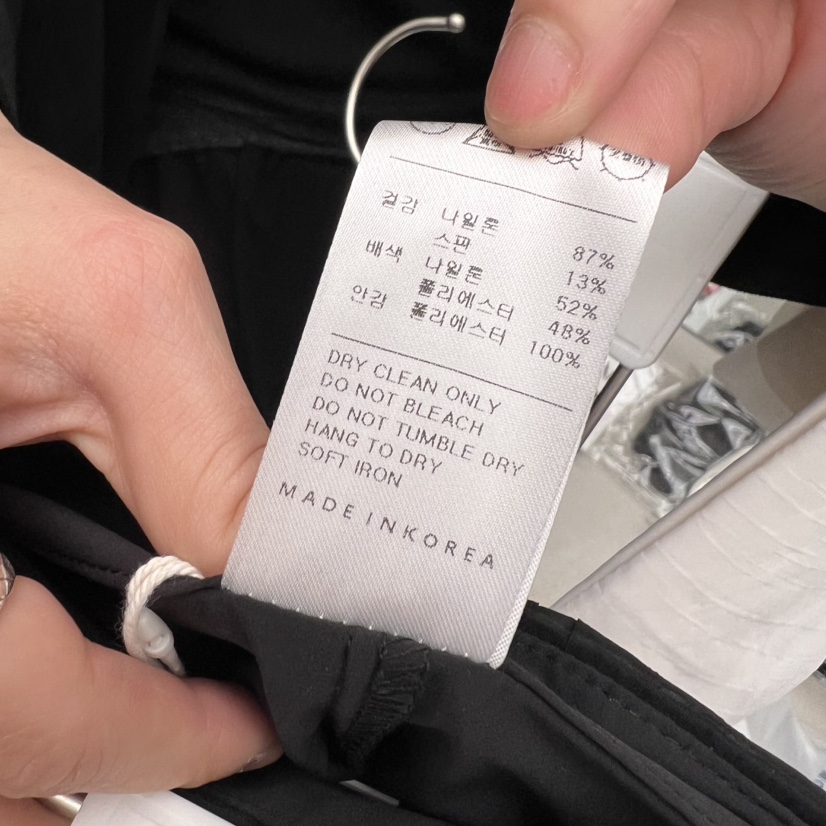 겉감 나일론 87%
스판 13%
배색 나일론 52%
폴리에스터 48%
안감 폴리에스터 100%
DRY CLEAN ONLY
DO NOT BLEACH
DO NOT TUMBLE DRY
HANG TO DRY
SOFT IRON
MADE IN KOREA